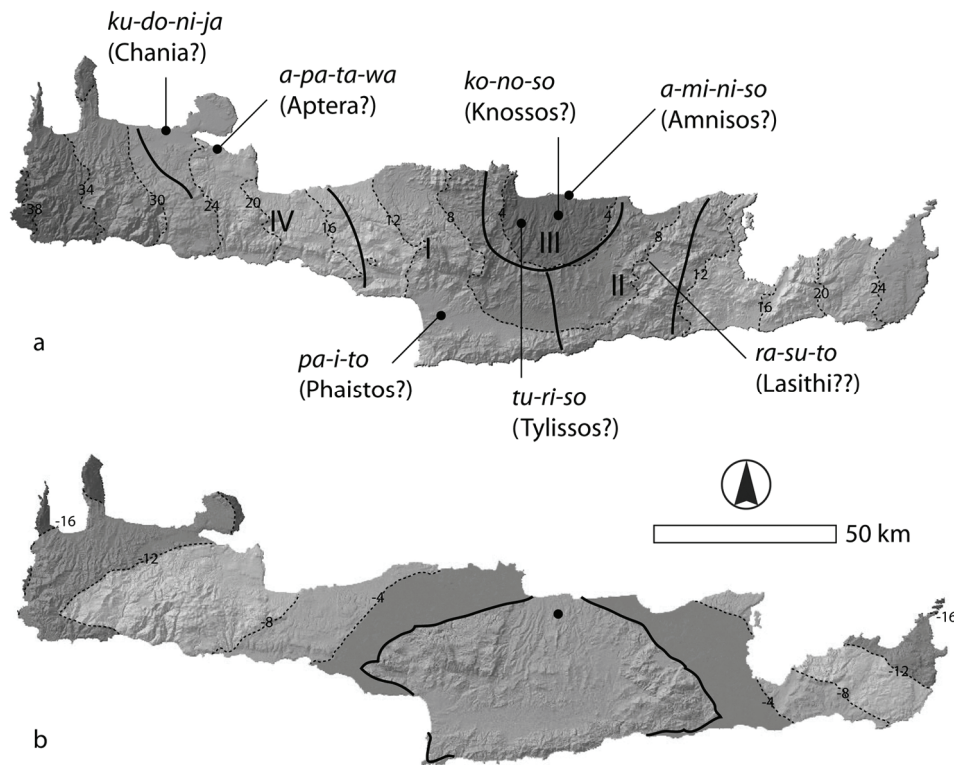 ku-do-ni-ja
(Chania?)
a-pa-ta-wa
(Aptera?)
ko-no-so
(Knossos?)
a-mi-ni-so
(Amnisos?)
38
34
30
24
20
IV
16
12
I
8
4
III
4
II
8
12
16
20
24
a
pa-i-to
(Phaistos?)
tu-ri-so
(Tylissos?)
ra-su-to
(Lasithi??)
50 km
-16
-12
-8
-4
-4
-8
-12
-16
b